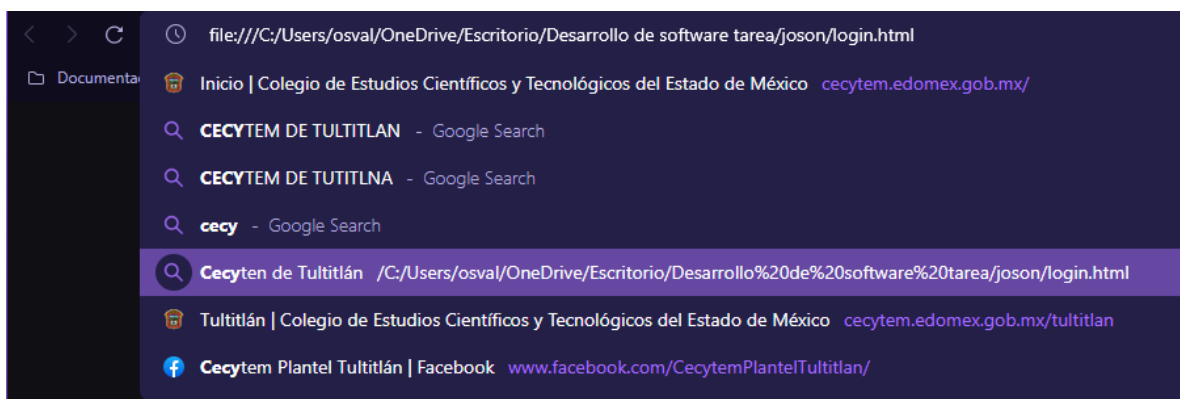 file:///C:/Users/osval/OneDrive/Escritorio/Desarrollo de software tarea/joson/login.html
Documenta
Inicio | Colegio de Estudios Científicos y Tecnológicos del Estado de México cecytem.edomex.gob.mx/
CECYTEM DE TULTITLAN - Google Search
CECYTEM DE TUTITLNA - Google Search
cecy - Google Search
Cecyten de Tultitlán /C:/Users/osval/OneDrive/Escritorio/Desarrollo%20de%20software%20tarea/joson/login.html
Tultitlán | Colegio de Estudios Científicos y Tecnológicos del Estado de México cecytem.edomex.gob.mx/tultitlan
Cecytem Plantel Tultitlán | Facebook www.facebook.com/CecytemPlantelTultitlan/